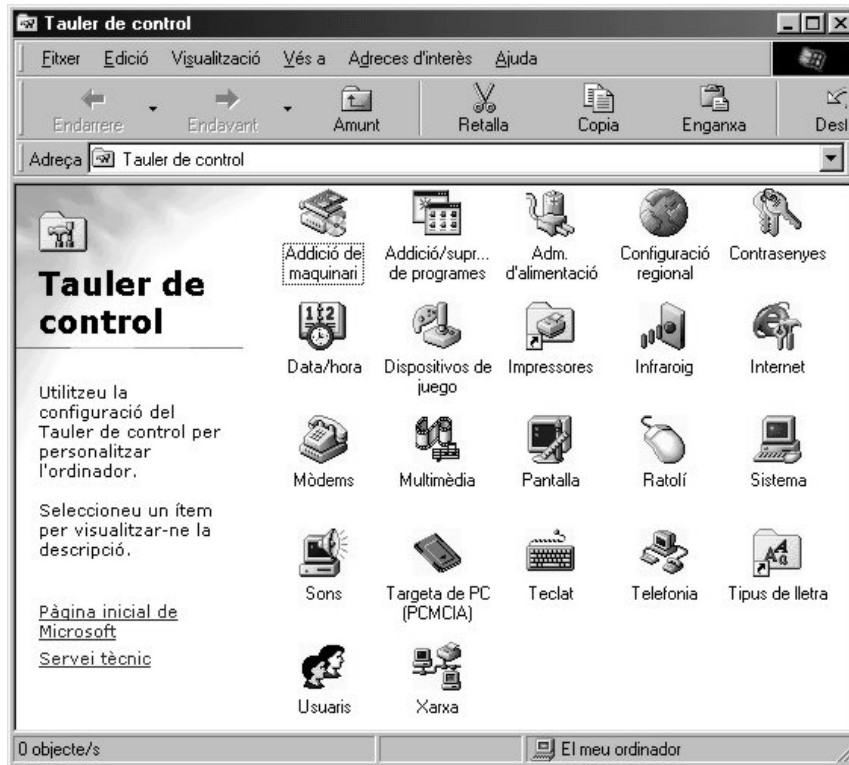 Tauler de control
Fitxer Edició Visualització Vés a Adreces d'interès Ajuda
Endarrere Endavant Amunt Retalla Copia Enganxa Desf
Adreça Tauler de control
Tauler de
control
Utilitzeu la
configuració del
Tauler de control per
personalitzar
l'ordinador.
Seleccioneu un ítem
per visualitzar-ne la
descripció.
Pàgina inicial de
Microsoft
Servei tècnic
Addició de
maquinari
Addició/supr...
de programes
Adm.
d'alimentació
Configuració
regional
Contrasenyes
Data/hora
Dispositivos de
juego
Impressores
Infraroig
Internet
Mòdems
Multimèdia
Pantalla
Ratolí
Sistema
Sons
Targeta de PC
(PCMCIA)
Teclat
Telefonia
Tipus de lletra
Usuaris
Xarxa
0 objecte/s
El meu ordinador